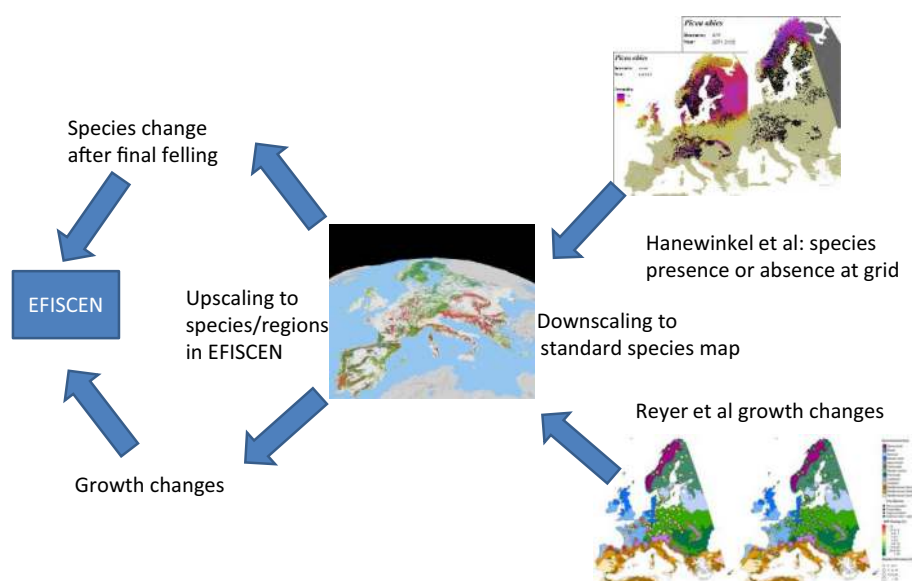 Picea abies
Picea abies
Species change
after final felling
Hanewinkel et al: species
presence or absence at grid
EFISCEN
Upscaling to
species/regions
in EFISCEN
Downscaling to
standard species map
Reyer et al growth changes
Growth changes